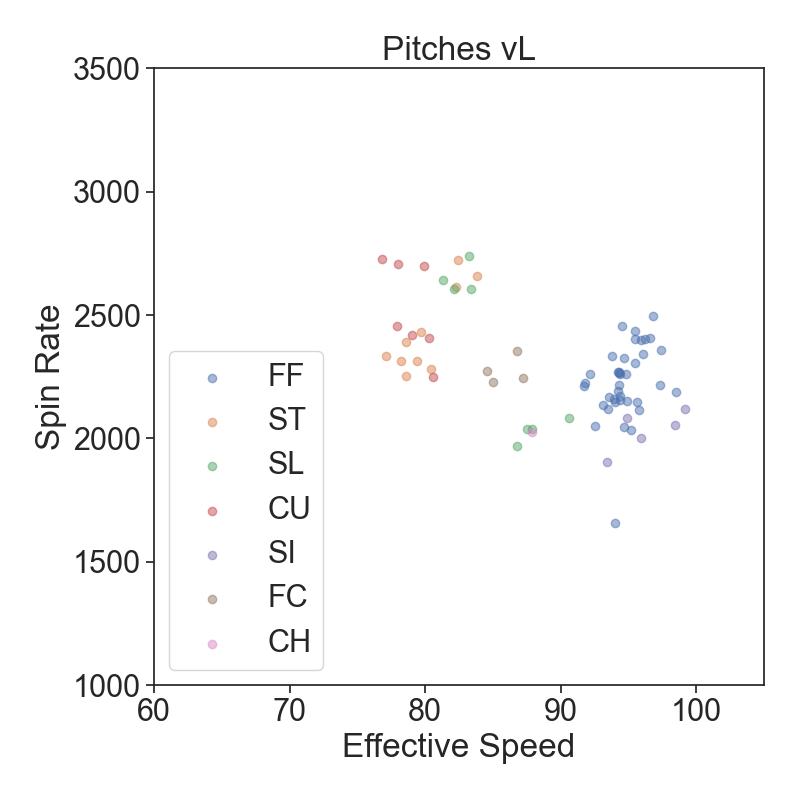 Pitches vL
3500
3000
2500
2000
1500
1000
Spin Rate
FF
ST
SL
CU
SI
FC
CH
60 70 80 90 100
Effective Speed